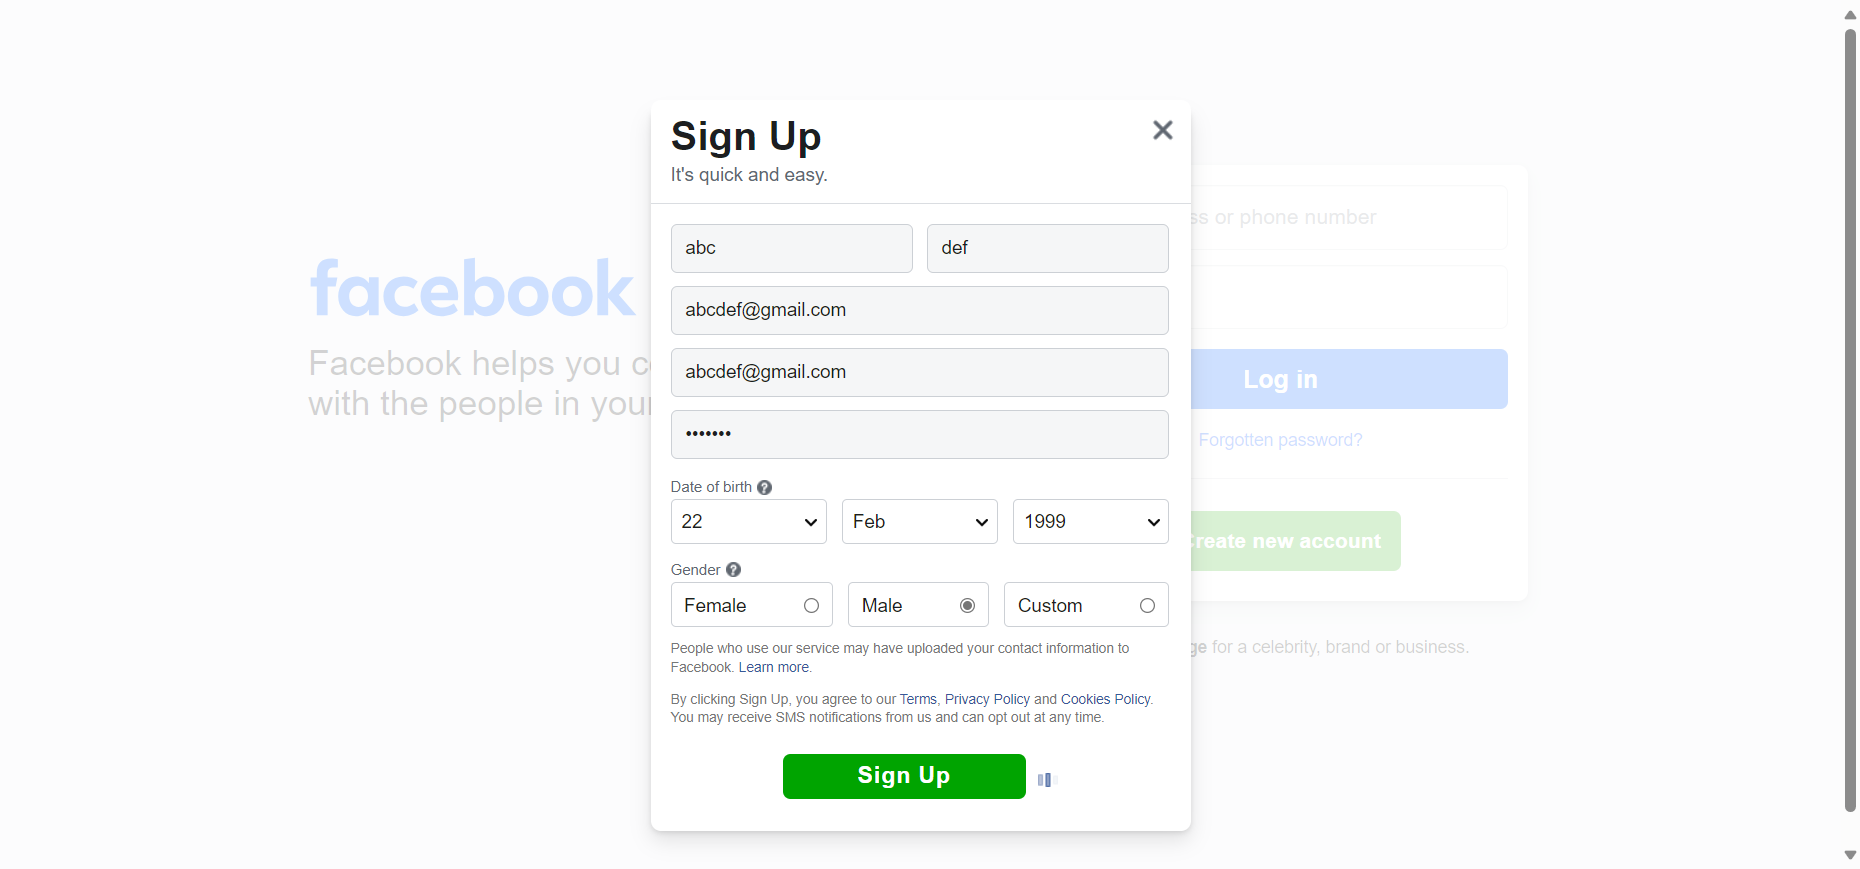 Sign Up
It's quick and easy.
abc
def
abcdef@gmail.com
abcdef@gmail.com
•••••••
Date of birth
22
Feb
1999
Gender
Female
Male
Custom
People who use our service may have uploaded your contact information to
Facebook. Learn more.
By clicking Sign Up, you agree to our Terms, Privacy Policy and Cookies Policy.
You may receive SMS notifications from us and can opt out at any time.
Sign Up
facebook
Facebook helps you
with the people in your
or phone number
Log in
Forgotten password?
Create new account
for a celebrity, brand or business.